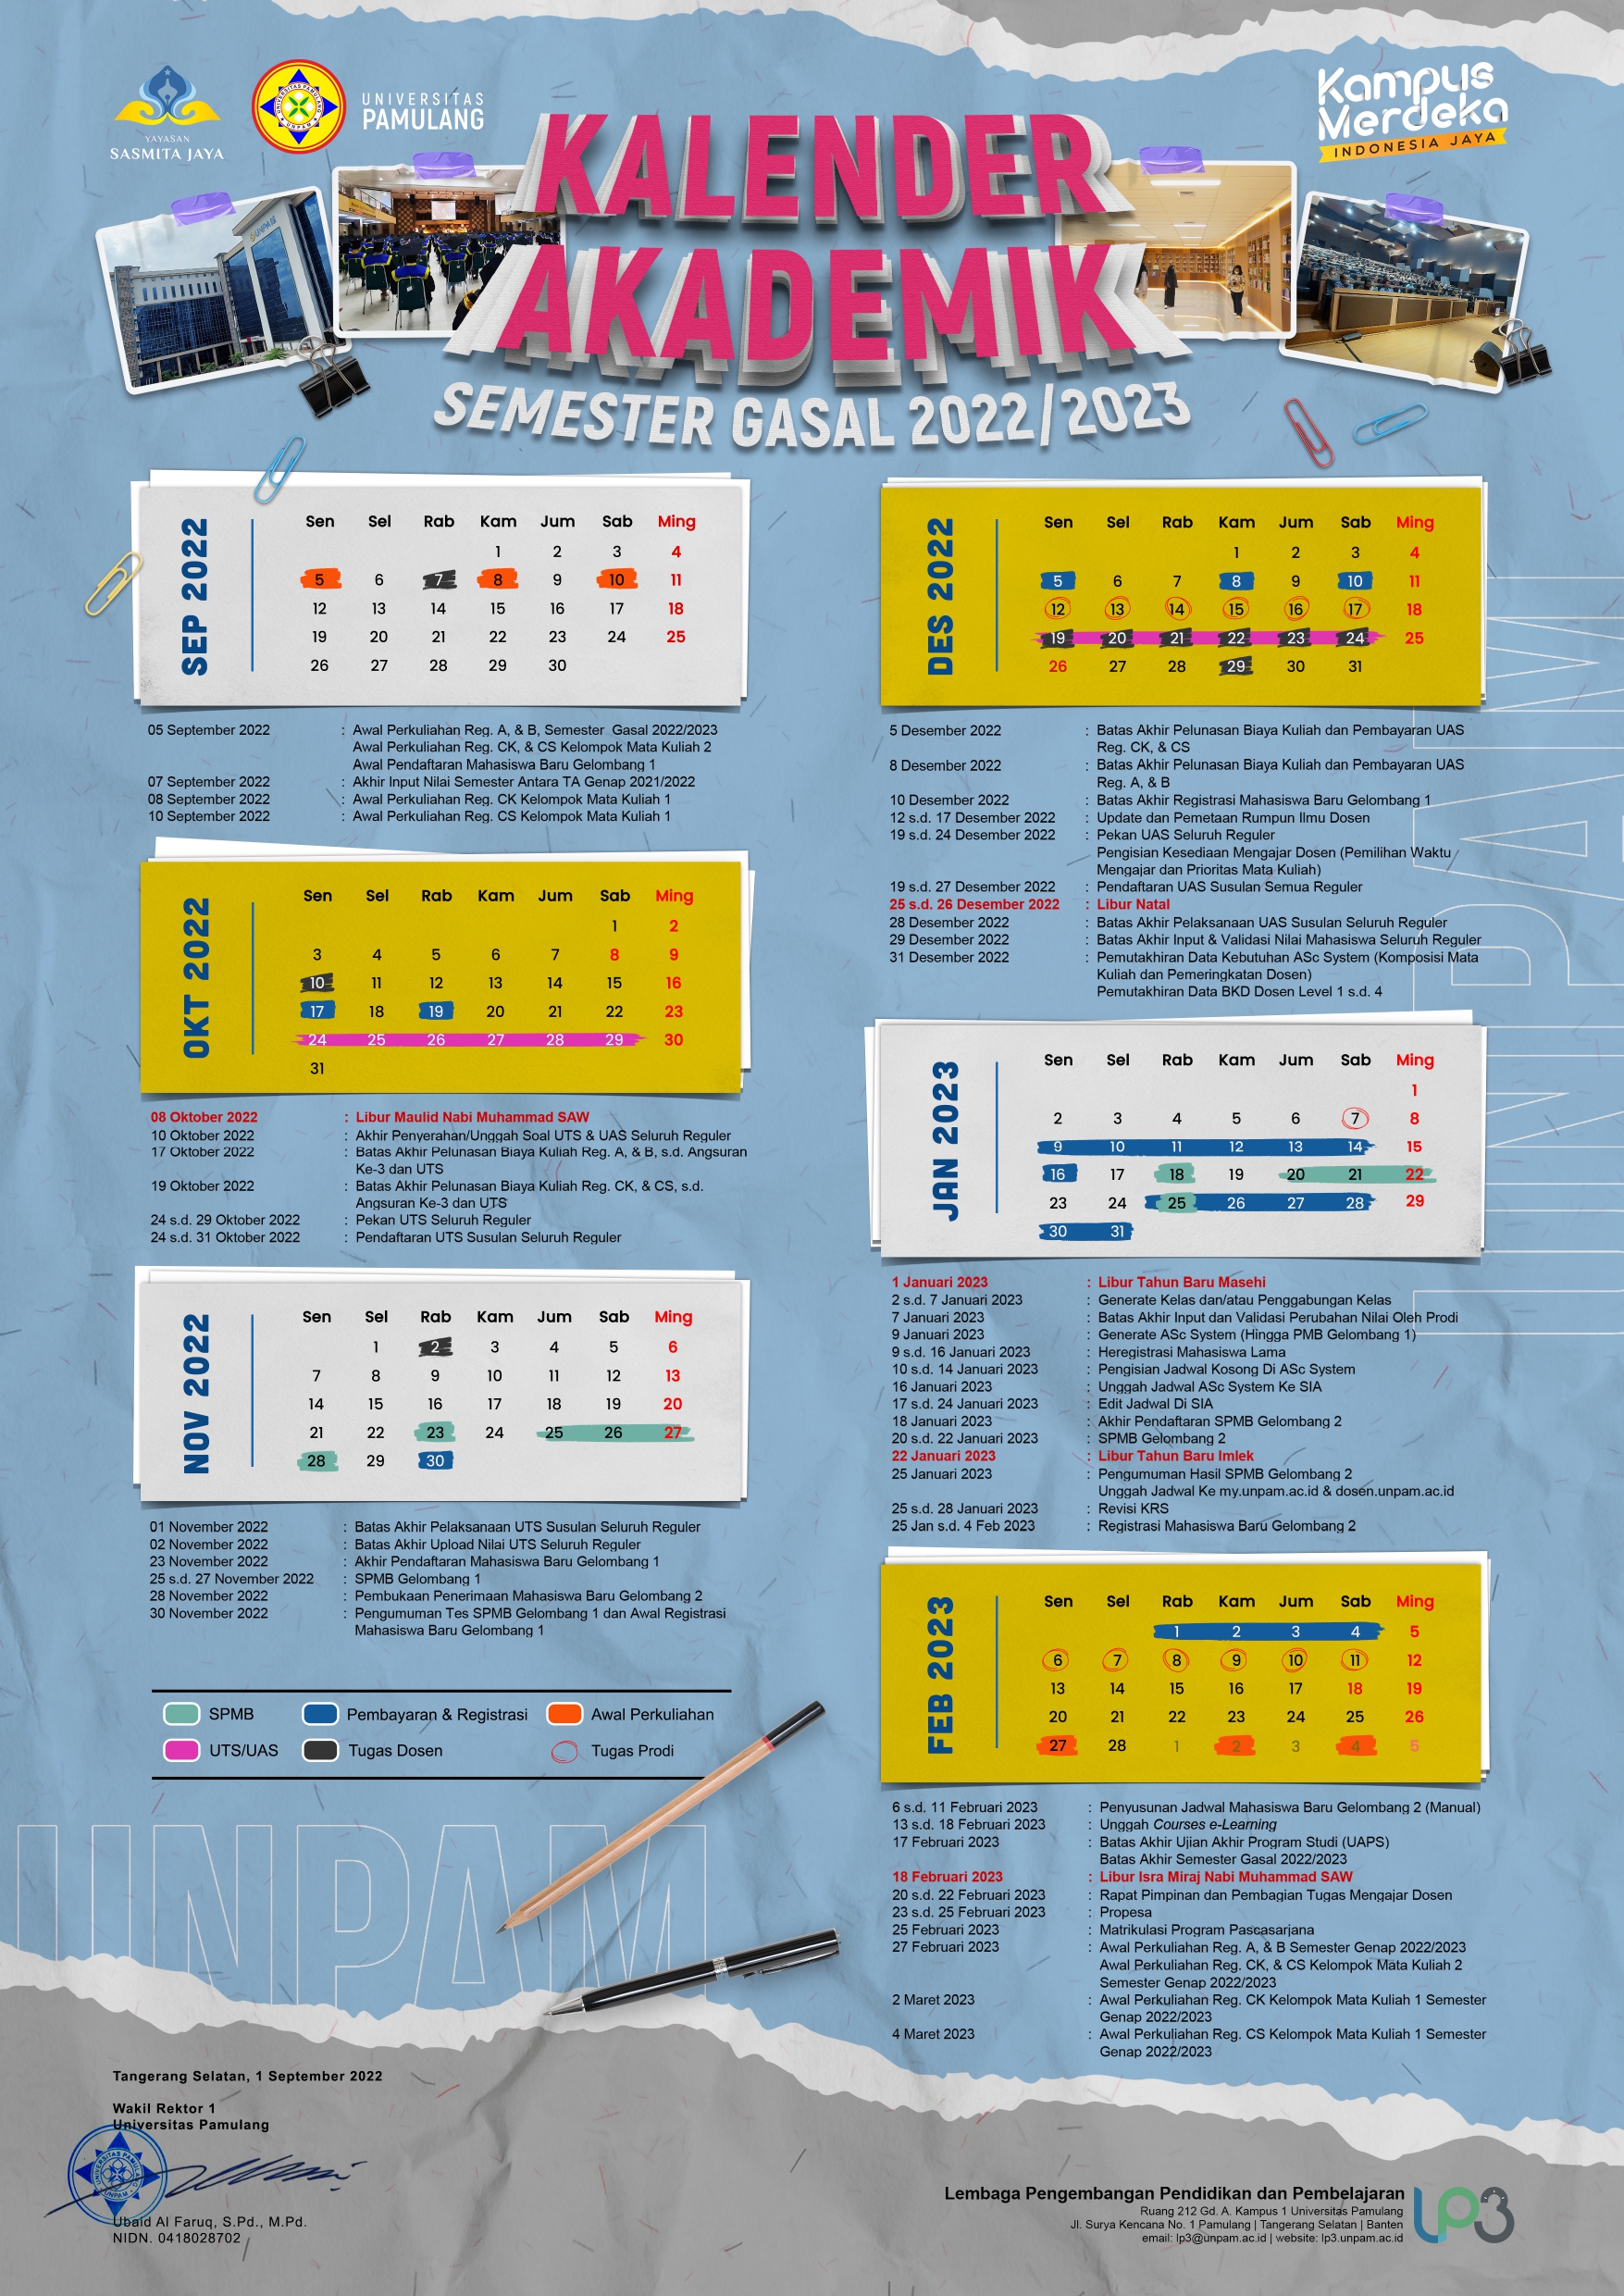 YAYASAN
SASMITA JAYA
UNIVERSITAS PAMULANG
UNPAM
UNIVERSITAS
PAMULANG
Kampus
Merdeka
INDONESIA JAYA
UNPAM
KALENDER
AKADEMIK
SEMESTER GASAL 2022/2023
SEP 2022
Sen Sel Rab Kam Jum Sab Ming
1 2 3 4
5 6 7 8 9 10 11
12 13 14 15 16 17 18
19 20 21 22 23 24 25
26 27 28 29 30
05 September 2022 : Awal Perkuliahan Reg. A, & B, Semester Gasal 2022/2023
Awal Perkuliahan Reg. CK, & CS Kelompok Mata Kuliah 2
Awal Pendaftaran Mahasiswa Baru Gelombang 1
07 September 2022 : Akhir Input Nilai Semester Antara TA Genap 2021/2022
08 September 2022 : Awal Perkuliahan Reg. CK Kelompok Mata Kuliah 1
10 September 2022 : Awal Perkuliahan Reg. CS Kelompok Mata Kuliah 1
OKT 2022
Sen Sel Rab Kam Jum Sab Ming
1 2
3 4 5 6 7 8 9
10 11 12 13 14 15 16
17 18 19 20 21 22 23
24 25 26 27 28 29 30
31
08 Oktober 2022 : Libur Maulid Nabi Muhammad SAW
10 Oktober 2022 : Akhir Penyerahan/Unggah Soal UTS & UAS Seluruh Reguler
17 Oktober 2022 : Batas Akhir Pelunasan Biaya Kuliah Reg. A, & B, s.d. Angsuran
Ke-3 dan UTS
19 Oktober 2022 : Batas Akhir Pelunasan Biaya Kuliah Reg. CK, & CS, s.d.
Angsuran Ke-3 dan UTS
24 s.d. 29 Oktober 2022 : Pekan UTS Seluruh Reguler
24 s.d. 31 Oktober 2022 : Pendaftaran UTS Susulan Seluruh Reguler
NOV 2022
Sen Sel Rab Kam Jum Sab Ming
1 2 3 4 5 6
7 8 9 10 11 12 13
14 15 16 17 18 19 20
21 22 23 24 25 26 27
28 29 30
01 November 2022 : Batas Akhir Pelaksanaan UTS Susulan Seluruh Reguler
02 November 2022 : Batas Akhir Upload Nilai UTS Seluruh Reguler
23 November 2022 : Akhir Pendaftaran Mahasiswa Baru Gelombang 1
25 s.d. 27 November 2022 : SPMB Gelombang 1
28 November 2022 : Pembukaan Penerimaan Mahasiswa Baru Gelombang 2
30 November 2022 : Pengumuman Tes SPMB Gelombang 1 dan Awal Registrasi
Mahasiswa Baru Gelombang 1
SPMB Pembayaran & Registrasi Awal Perkuliahan
UTS/UAS Tugas Dosen Tugas Prodi
DES 2022
Sen Sel Rab Kam Jum Sab Ming
1 2 3 4
5 6 7 8 9 10 11
12 13 14 15 16 17 18
19 20 21 22 23 24 25
26 27 28 29 30 31
5 Desember 2022 : Batas Akhir Pelunasan Biaya Kuliah dan Pembayaran UAS
Reg. CK, & CS
8 Desember 2022 : Batas Akhir Pelunasan Biaya Kuliah dan Pembayaran UAS
Reg. A, & B
10 Desember 2022 : Batas Akhir Registrasi Mahasiswa Baru Gelombang 1
12 s.d. 17 Desember 2022 : Update dan Pemetaan Rumpun Ilmu Dosen
19 s.d. 24 Desember 2022 : Pekan UAS Seluruh Reguler
Pengisian Kesediaan Mengajar Dosen (Pemilihan Waktu
Mengajar dan Prioritas Mata Kuliah)
19 s.d. 27 Desember 2022 : Pendaftaran UAS Susulan Semua Reguler
25 s.d. 26 Desember 2022 : Libur Natal
28 Desember 2022 : Batas Akhir Pelaksanaan UAS Susulan Seluruh Reguler
29 Desember 2022 : Batas Akhir Input & Validasi Nilai Mahasiswa Seluruh Reguler
31 Desember 2022 : Pemutakhiran Data Kebutuhan ASc System (Komposisi Mata
Kuliah dan Pemeringkatan Dosen)
Pemutakhiran Data BKD Dosen Level 1 s.d. 4
JAN 2023
Sen Sel Rab Kam Jum Sab Ming
1
2 3 4 5 6 7 8
9 10 11 12 13 14 15
16 17 18 19 20 21 22
23 24 25 26 27 28 29
30 31
1 Januari 2023 : Libur Tahun Baru Masehi
2 s.d. 7 Januari 2023 : Generate Kelas dan/atau Penggabungan Kelas
7 Januari 2023 : Batas Akhir Input dan Validasi Perubahan Nilai Oleh Prodi
9 Januari 2023 : Generate ASc System (Hingga PMB Gelombang 1)
9 s.d. 16 Januari 2023 : Heregistrasi Mahasiswa Lama
10 s.d. 14 Januari 2023 : Pengisian Jadwal Kosong Di ASc System
16 Januari 2023 : Unggah Jadwal ASc System Ke SIA
17 s.d. 24 Januari 2023 : Edit Jadwal Di SIA
18 Januari 2023 : Akhir Pendaftaran SPMB Gelombang 2
20 s.d. 22 Januari 2023 : SPMB Gelombang 2
22 Januari 2023 : Libur Tahun Baru Imlek
25 Januari 2023 : Pengumuman Hasil SPMB Gelombang 2
Unggah Jadwal Ke my.unpam.ac.id & dosen.unpam.ac.id
25 s.d. 28 Januari 2023 : Revisi KRS
25 Jan s.d. 4 Feb 2023 : Registrasi Mahasiswa Baru Gelombang 2
FEB 2023
Sen Sel Rab Kam Jum Sab Ming
1 2 3 4 5
6 7 8 9 10 11 12
13 14 15 16 17 18 19
20 21 22 23 24 25 26
27 28 1 2 3 4 5
6 s.d. 11 Februari 2023 : Penyusunan Jadwal Mahasiswa Baru Gelombang 2 (Manual)
13 s.d. 18 Februari 2023 : Unggah Courses e-Learning
17 Februari 2023 : Batas Akhir Ujian Akhir Program Studi (UAPS)
Batas Akhir Semester Gasal 2022/2023
18 Februari 2023 : Libur Isra Miraj Nabi Muhammad SAW
20 s.d. 22 Februari 2023 : Rapat Pimpinan dan Pembagian Tugas Mengajar Dosen
23 s.d. 25 Februari 2023 : Propesa
25 Februari 2023 : Matrikulasi Program Pascasarjana
27 Februari 2023 : Awal Perkuliahan Reg. A, & B Semester Genap 2022/2023
Awal Perkuliahan Reg. CK, & CS Kelompok Mata Kuliah 2
Semester Genap 2022/2023
2 Maret 2023 : Awal Perkuliahan Reg. CK Kelompok Mata Kuliah 1 Semester
Genap 2022/2023
4 Maret 2023 : Awal Perkuliahan Reg. CS Kelompok Mata Kuliah 1 Semester
Genap 2022/2023
UNPAM
UNPAM
Tangerang Selatan, 1 September 2022
Wakil Rektor 1
Universitas Pamulang
UNIVERSITAS PAMULANG
UNPAM
Ubaid Al Faruq, S.Pd., M.Pd.
NIDN. 0418028702
Lembaga Pengembangan Pendidikan dan Pembelajaran
Ruang 212 Gd. A. Kampus 1 Universitas Pamulang
Jl. Surya Kencana No. 1 Pamulang | Tangerang Selatan | Banten
email: lp3@unpam.ac.id | website: lp3.unpam.ac.id
LP3